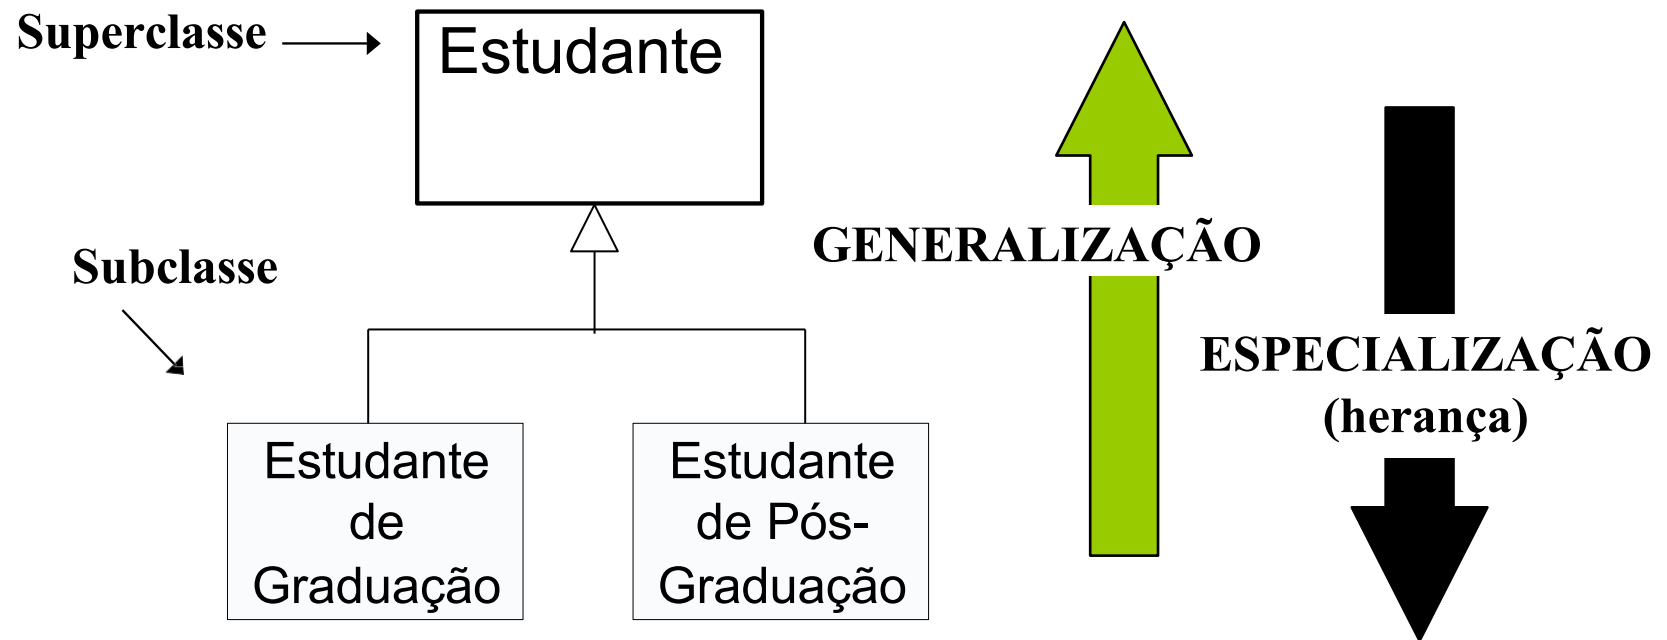 Superclasse
Estudante
Subclasse
GENERALIZAÇÃO
ESPECIALIZAÇÃO
(herança)
Estudante
de
Graduação
Estudante
de Pós-
Graduação